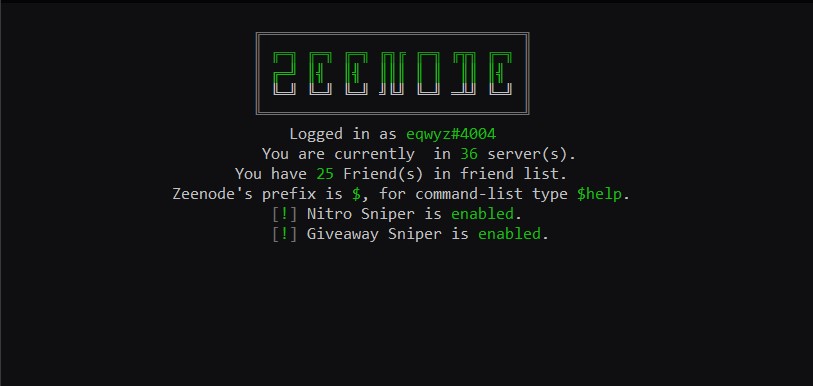 ZEENODE
Logged in as eqwyz#4004
You are currently  in 36 server(s).
You have 25 Friend(s) in friend list.
Zeenode's prefix is $, for command-list type $help.
[!] Nitro Sniper is enabled.
[!] Giveaway Sniper is enabled.